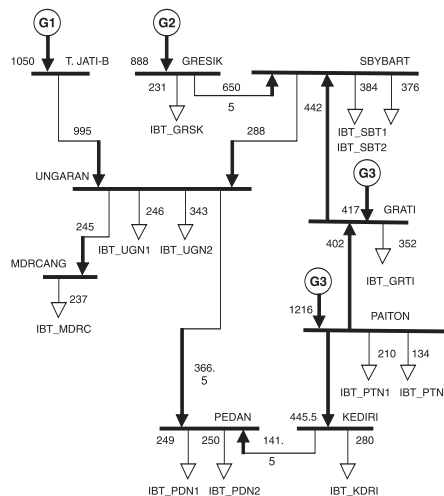 G1 G2
1050 T. JATI-B 888 GRESIK SBYBART
231 650 384 376
5 442
IBT_GRSK IBT_SBT1
995 288 IBT_SBT2
G3
UNGARAN
417 GRATI
245 246 343 402 352
MDRCANG IBT_UGN1 IBT_UGN2 IBT_GRTI
G3
237
IBT_MDRC 1216 PAITON
210 134
366.
5 IBT_PTN1 IBT_PTN
PEDAN 445.5 KEDIRI
249 250 141. 280
5
IBT_PDN1 IBT_PDN2 IBT_KDRI